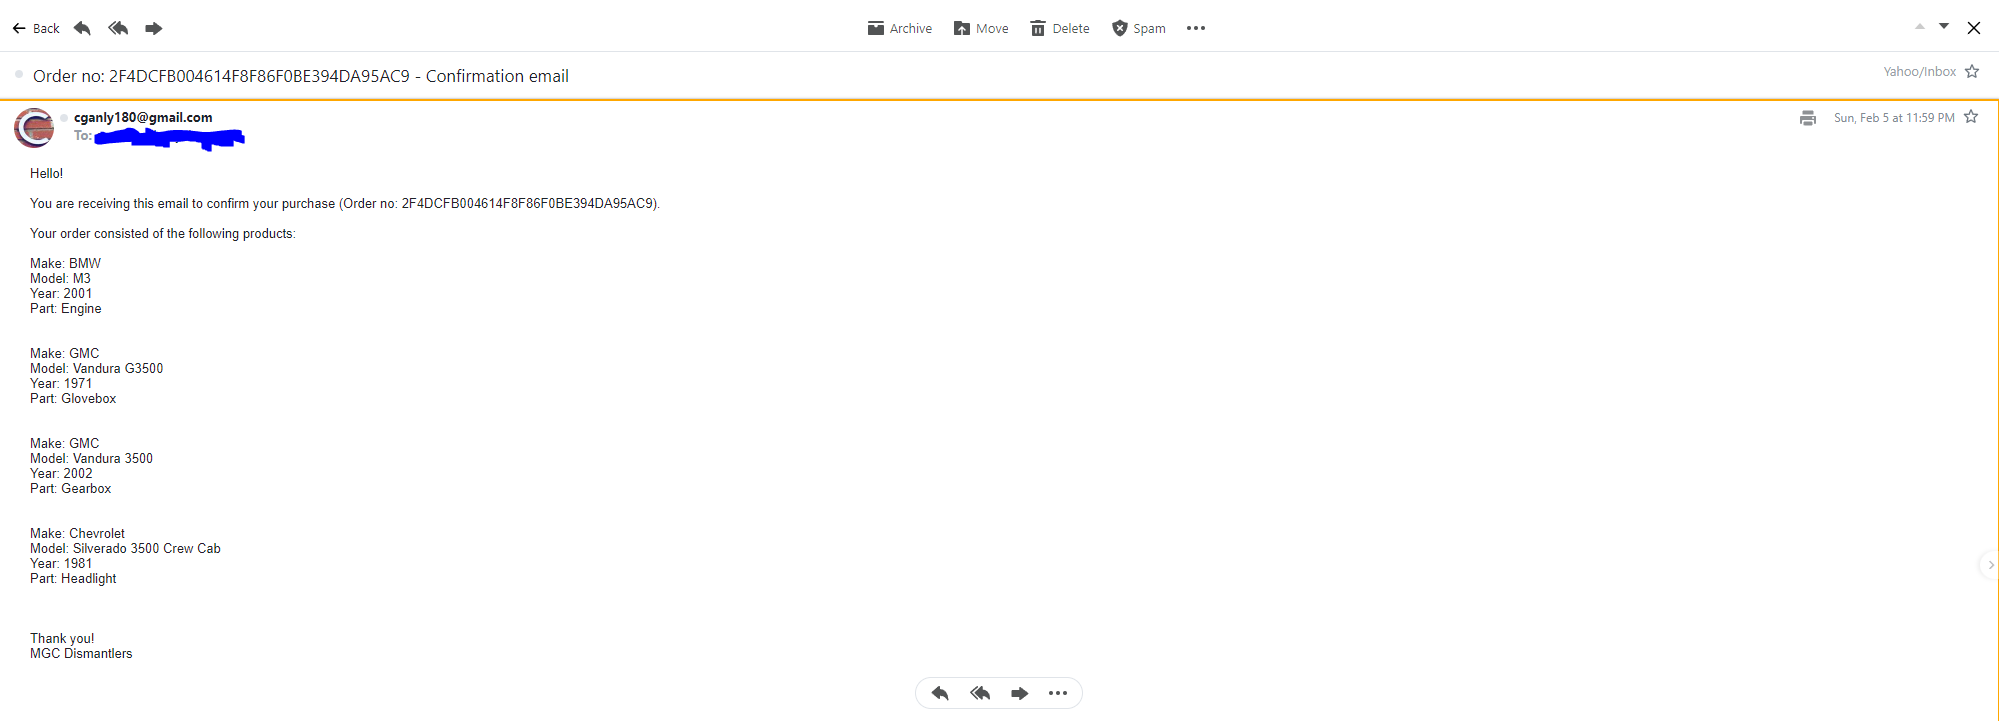 Back
Archive
Move
Delete
Spam
Order no: 2F4DCFB004614F8F86F0BE394DA95AC9 - Confirmation email
Yahoo/Inbox
cganly180@gmail.com
Sun, Feb 5 at 11:59 PM
To:
Hello!
You are receiving this email to confirm your purchase (Order no: 2F4DCFB004614F8F86F0BE394DA95AC9).
Your order consisted of the following products:
Make: BMW
Model: M3
Year: 2001
Part: Engine
Make: GMC
Model: Vandura G3500
Year: 1971
Part: Glovebox
Make: GMC
Model: Vandura 3500
Year: 2002
Part: Gearbox
Make: Chevrolet
Model: Silverado 3500 Crew Cab
Year: 1981
Part: Headlight
Thank you!
MGC Dismantlers